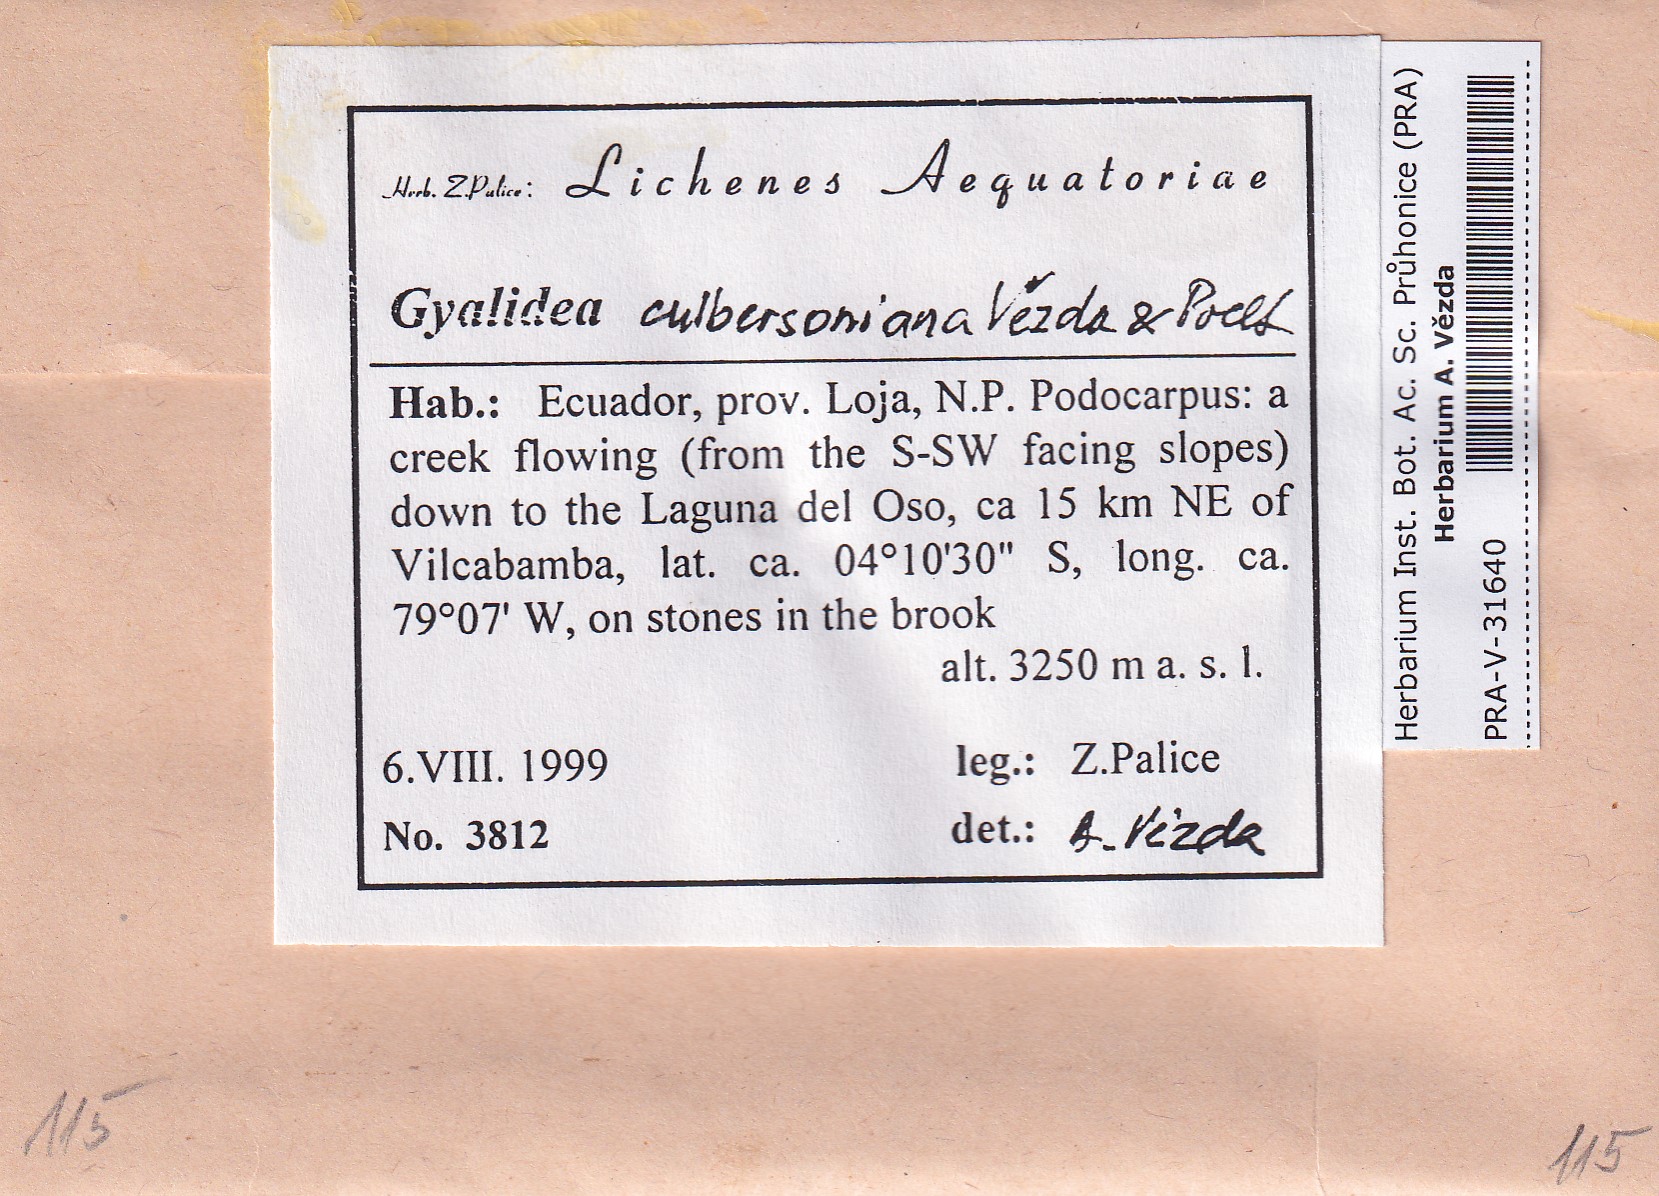 Herb. Z.Palice: Lichenes Aequatoriae
Gyalidea culbersoniana Vězda & Poelt
Hab.: Ecuador, prov. Loja, N.P. Podocarpus: a
creek flowing (from the S-SW facing slopes)
down to the Laguna del Oso, ca 15 km NE of
Vilcabamba, lat. ca. 04°10'30" S, long. ca.
79°07' W, on stones in the brook
alt. 3250 m a. s. l.
6.VIII. 1999 leg.: Z.Palice
No. 3812 det.: A. Vězda
Herbarium Inst. Bot. Ac. Sc. Průhonice (PRA)
Herbarium A. Vězda
PRA-V-31640
115
115